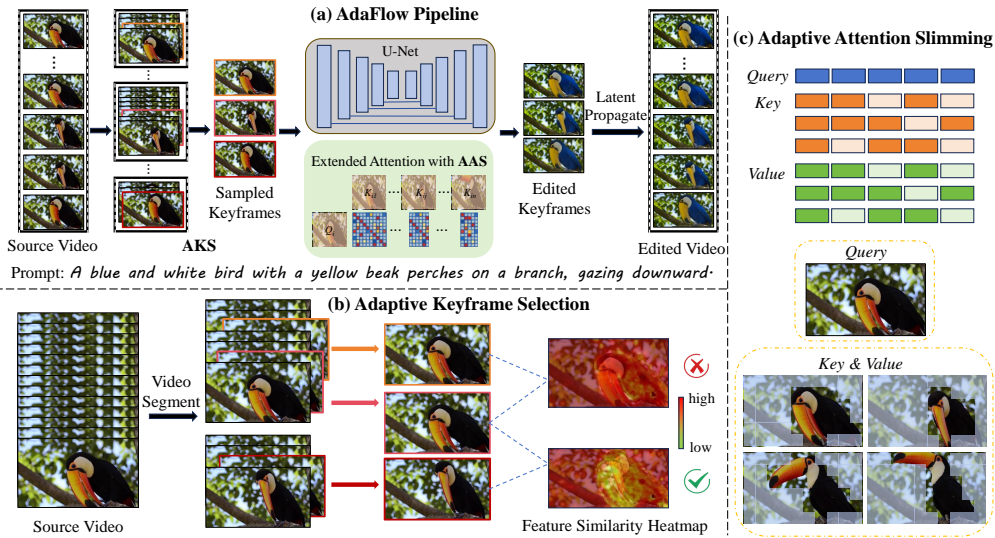 (a) AdaFlow Pipeline
U-Net
Extended Attention with AAS
Sampled
Keyframes
Edited
Keyframes
Latent
Propagate
Source Video
AKS
Edited Video
Prompt: A blue and white bird with a yellow beak perches on a branch, gazing downward.
(b) Adaptive Keyframe Selection
Video
Segment
Source Video
high
low
Feature Similarity Heatmap
(c) Adaptive Attention Slimming
Query
Key
Value
Query
Key & Value